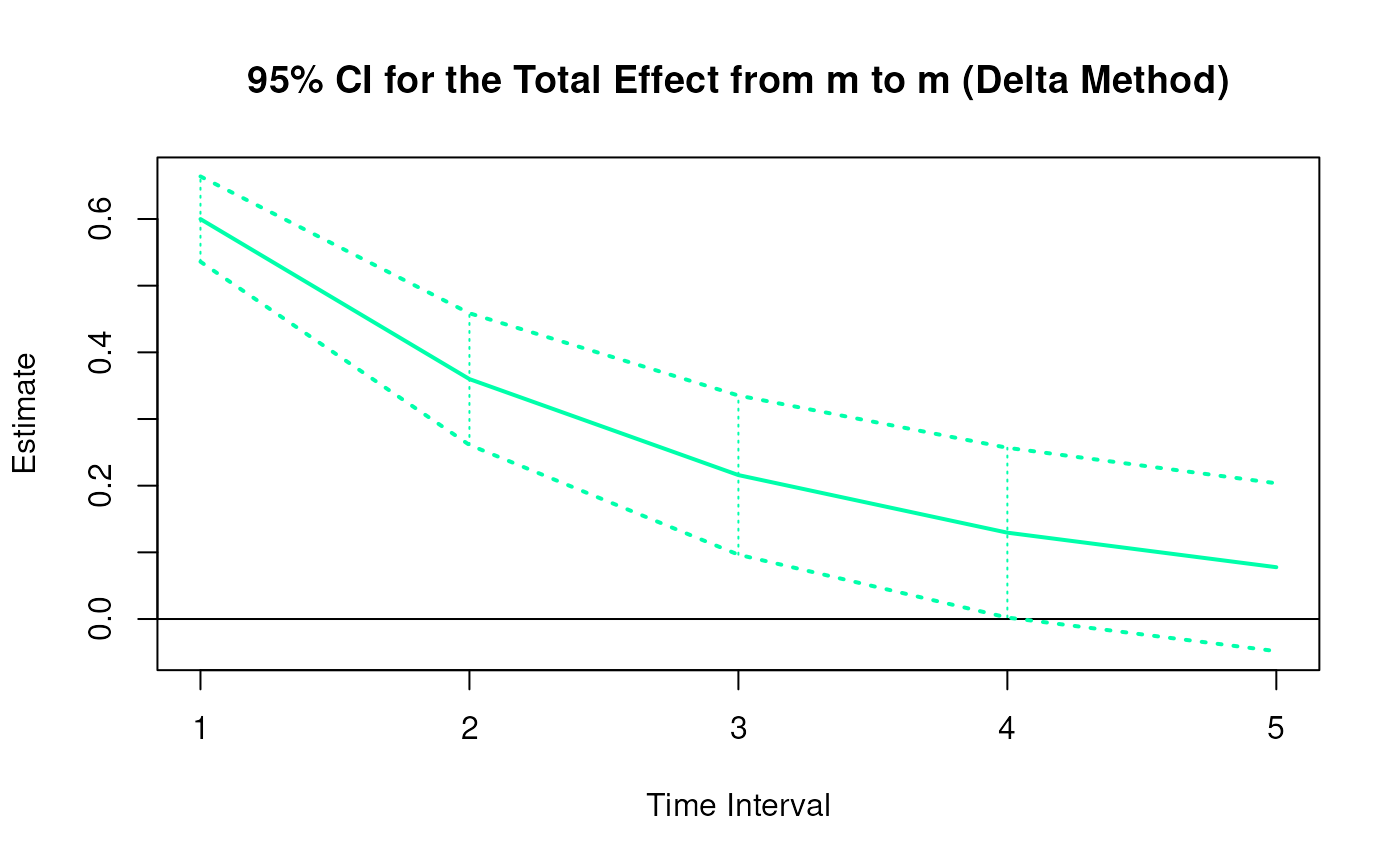 95% CI for the Total Effect from m to m (Delta Method)
Estimate
0.6
0.4
0.2
0.0
1 2 3 4 5
Time Interval